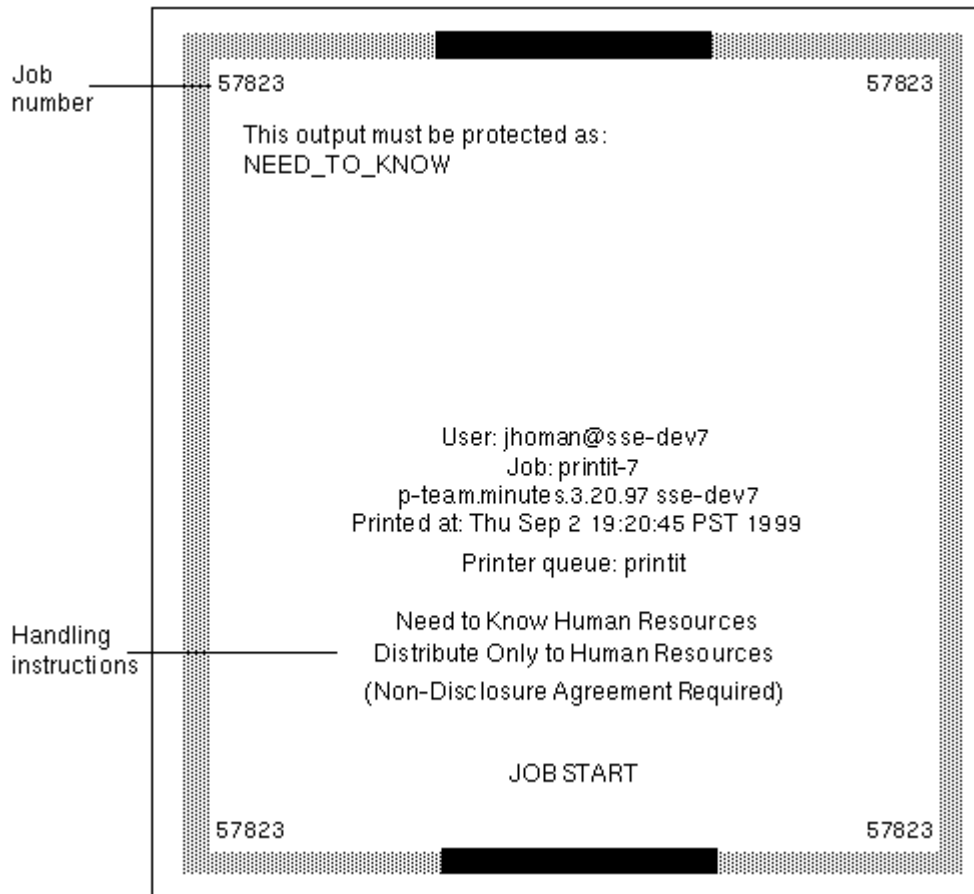 Job
number
57823
57823
This output must be protected as:
NEED_TO_KNOW
User: jhoman@sse-dev7
Job: printit-7
p-team.minutes.3.20.97 sse-dev7
Printed at: Thu Sep 2 19:20:45 PST 1999
Printer queue: printit
Need to Know Human Resources
Handling
instructions
Distribute Only to Human Resources
(Non-Disclosure Agreement Required)
JOB START
57823
57823